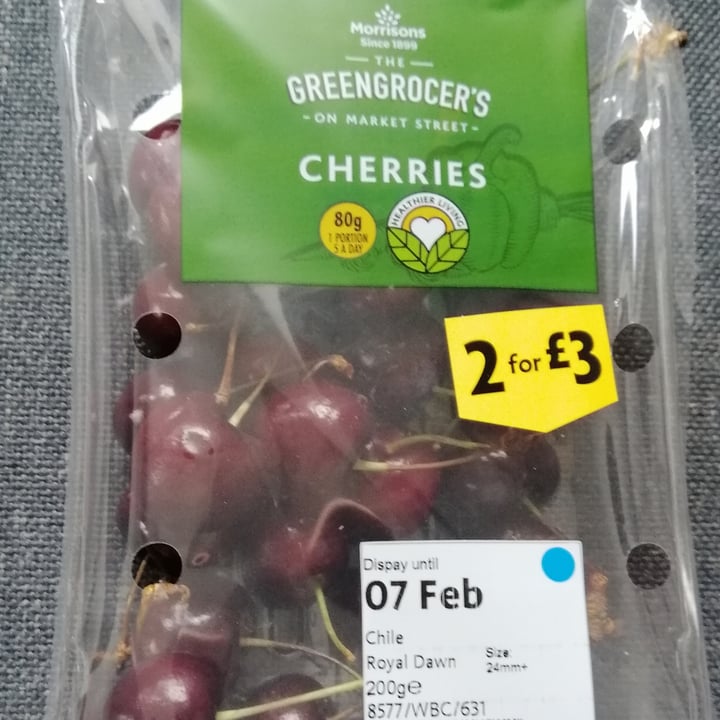 Morrisons
Since 1899
THE
GREENGROCER'S
-ON MARKET STREET-
CHERRIES
80g
1 PORTION
5 A DAY
HEALTHIER LIVING
2 for £3
Dispay until
07 Feb
Chile
Royal Dawn
Size:
24mm+
200g℮
8577/WBC/631